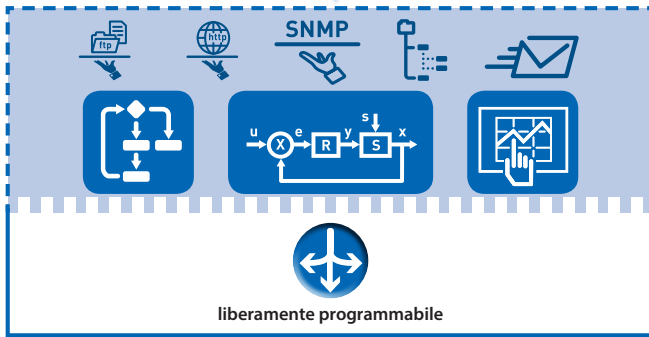 SNMP
ftp
http
s
u e y x
X R S
liberamente programmabile